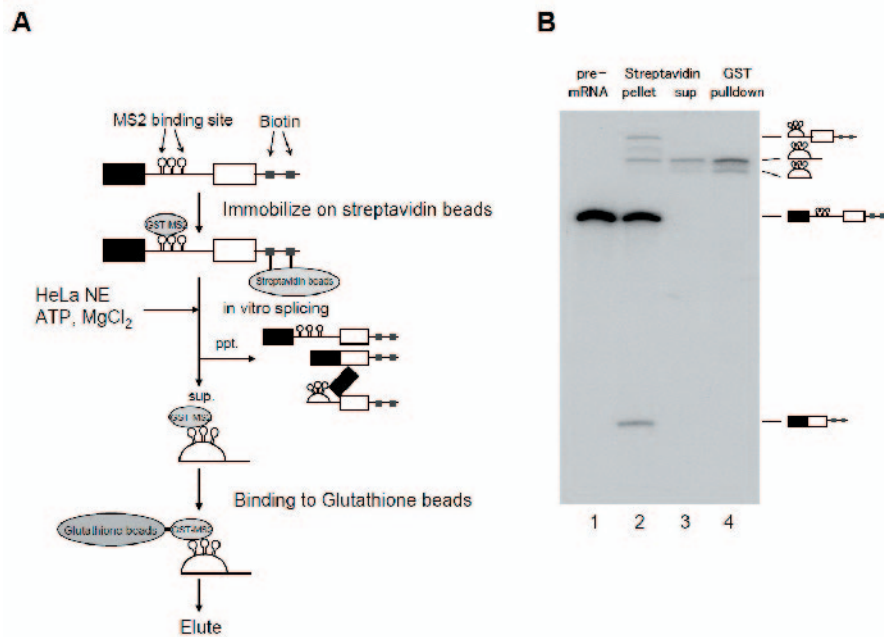 A
MS2 binding site
Biotin
Immobilize on streptavidin beads
GST-MS2
Streptavidin beads
HeLa NE
ATP, MgCl2
in vitro splicing
ppt.
sup.
GST-MS2
Binding to Glutathione beads
Glutathione beads
GST-MS2
Elute
B
pre-
mRNA
Streptavidin
pellet
sup
GST
pulldown
1
2
3
4